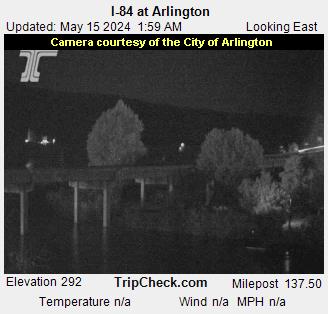 I-84 at Arlington
Updated: May 15 2024 1:59 AM Looking East
Camera courtesy of the City of Arlington
Elevation 292 TripCheck.com Milepost 137.50
Temperature n/a Wind n/a MPH n/a